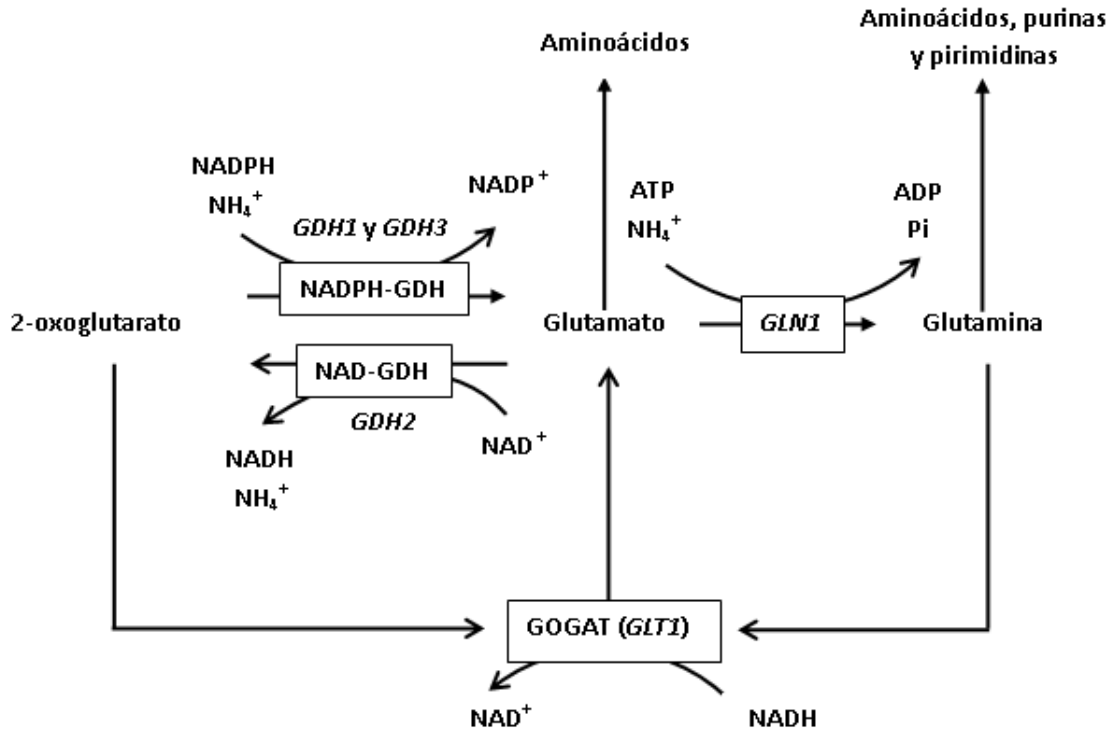 Aminoácidos
Aminoácidos, purinas
y pirimidinas
NADPH
NH₄⁺
NADP⁺
GDH1 y GDH3
NADPH-GDH
ATP
NH₄⁺
ADP
Pi
2-oxoglutarato
Glutamato
GLN1
Glutamina
NAD-GDH
GDH2
NAD⁺
NADH
NH₄⁺
GOGAT (GLT1)
NAD⁺
NADH